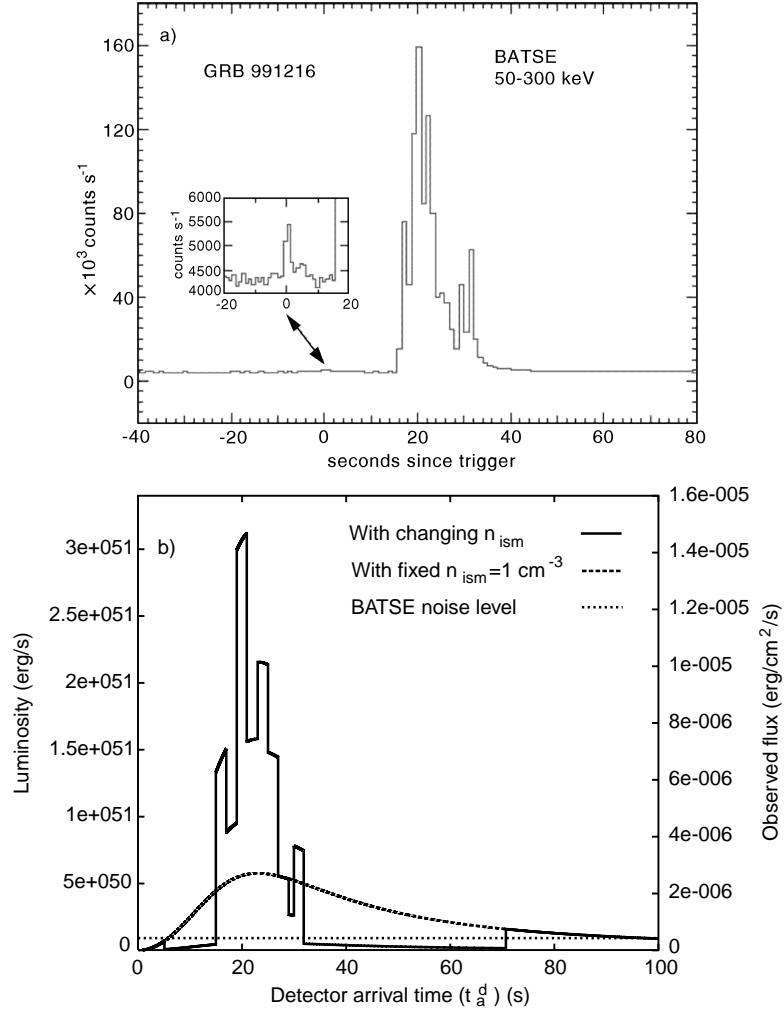 a)
GRB 991216
BATSE
50-300 keV
×10³ counts s⁻¹
160
120
80
40
0
counts s⁻¹
6000
5500
5000
4500
4000
-20
0
20
-40
-20
0
20
40
60
80
seconds since trigger
b)
With changing n ism
With fixed n ism=1 cm⁻³
BATSE noise level
Luminosity (erg/s)
3e+051
2.5e+051
2e+051
1.5e+051
1e+051
5e+050
0
1.6e-005
1.4e-005
1.2e-005
1e-005
8e-006
6e-006
4e-006
2e-006
0
Observed flux (erg/cm²/s)
0
20
40
60
80
100
Detector arrival time (t a d) (s)